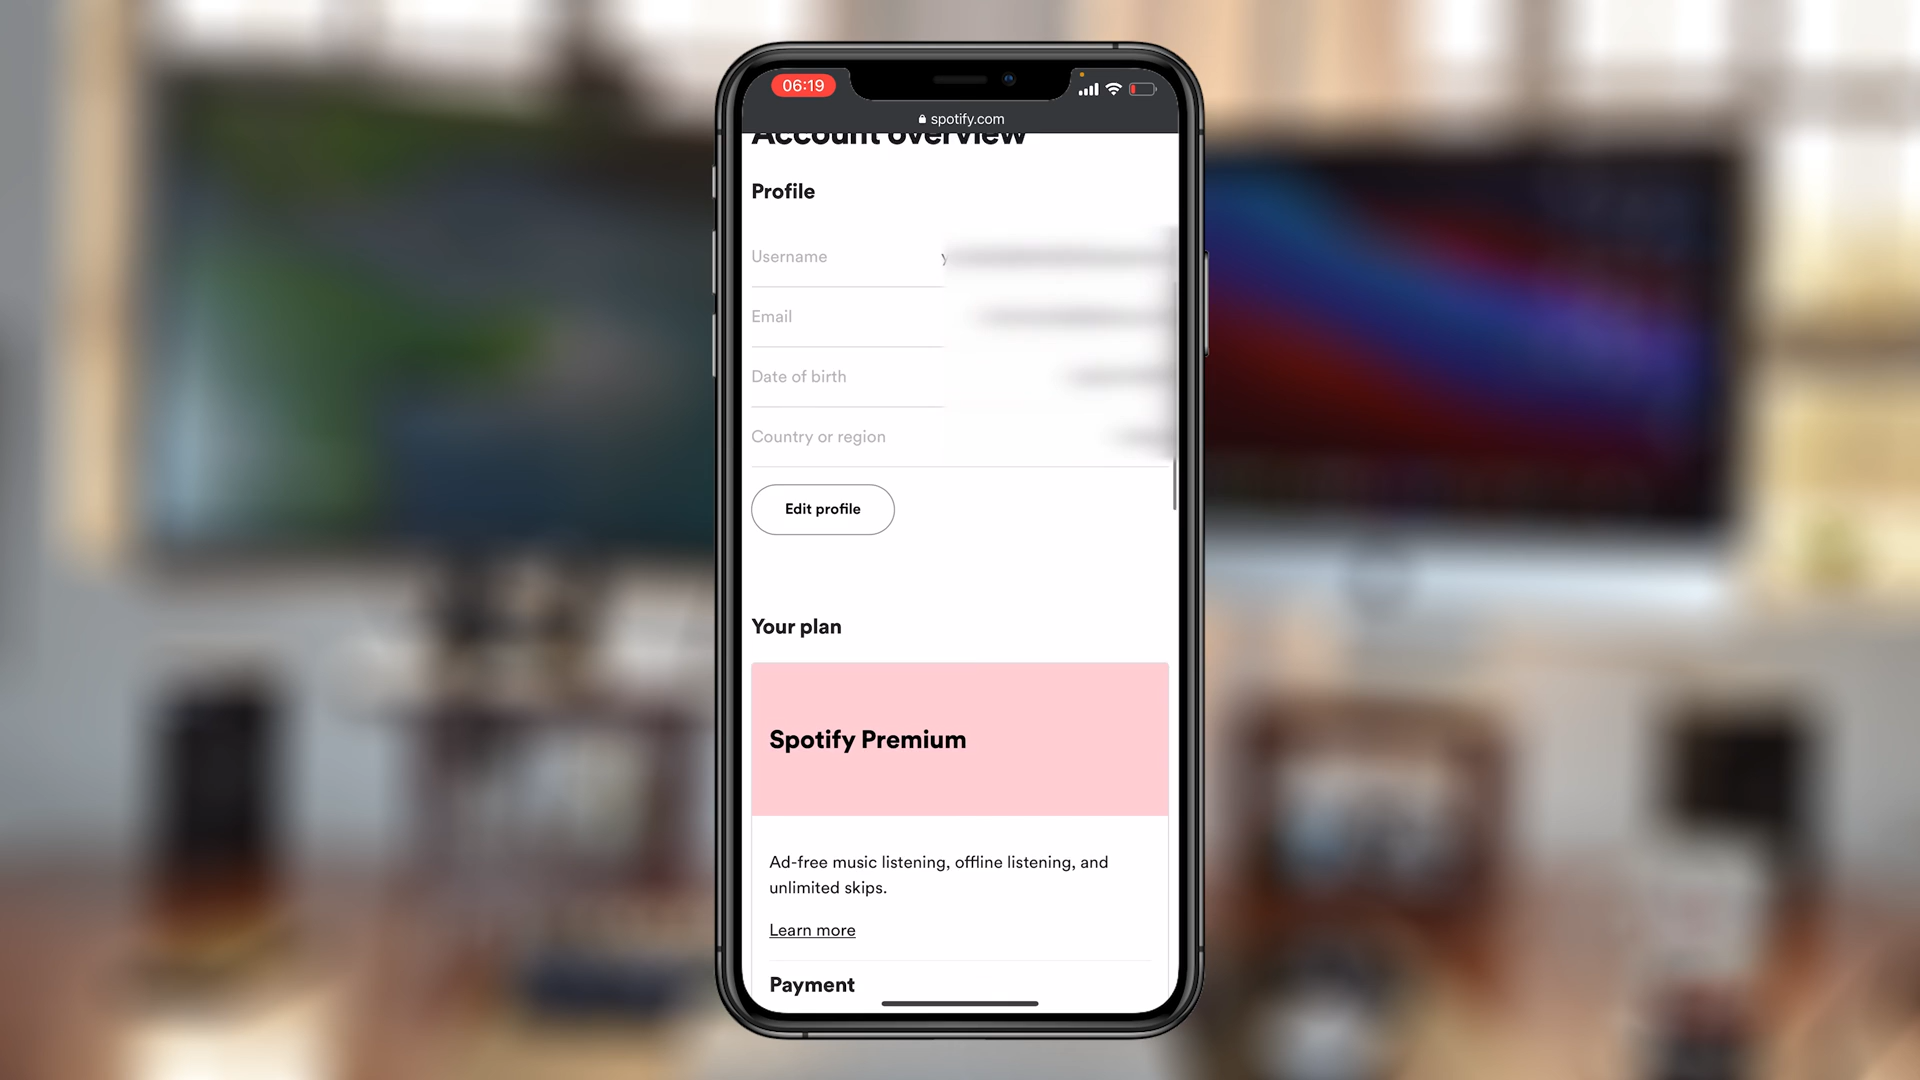 06:19
spotify.com
Account overview
Profile
Username y
Email
Date of birth
Country or region
Edit profile
Your plan
Spotify Premium
Ad-free music listening, offline listening, and
unlimited skips.
Learn more
Payment